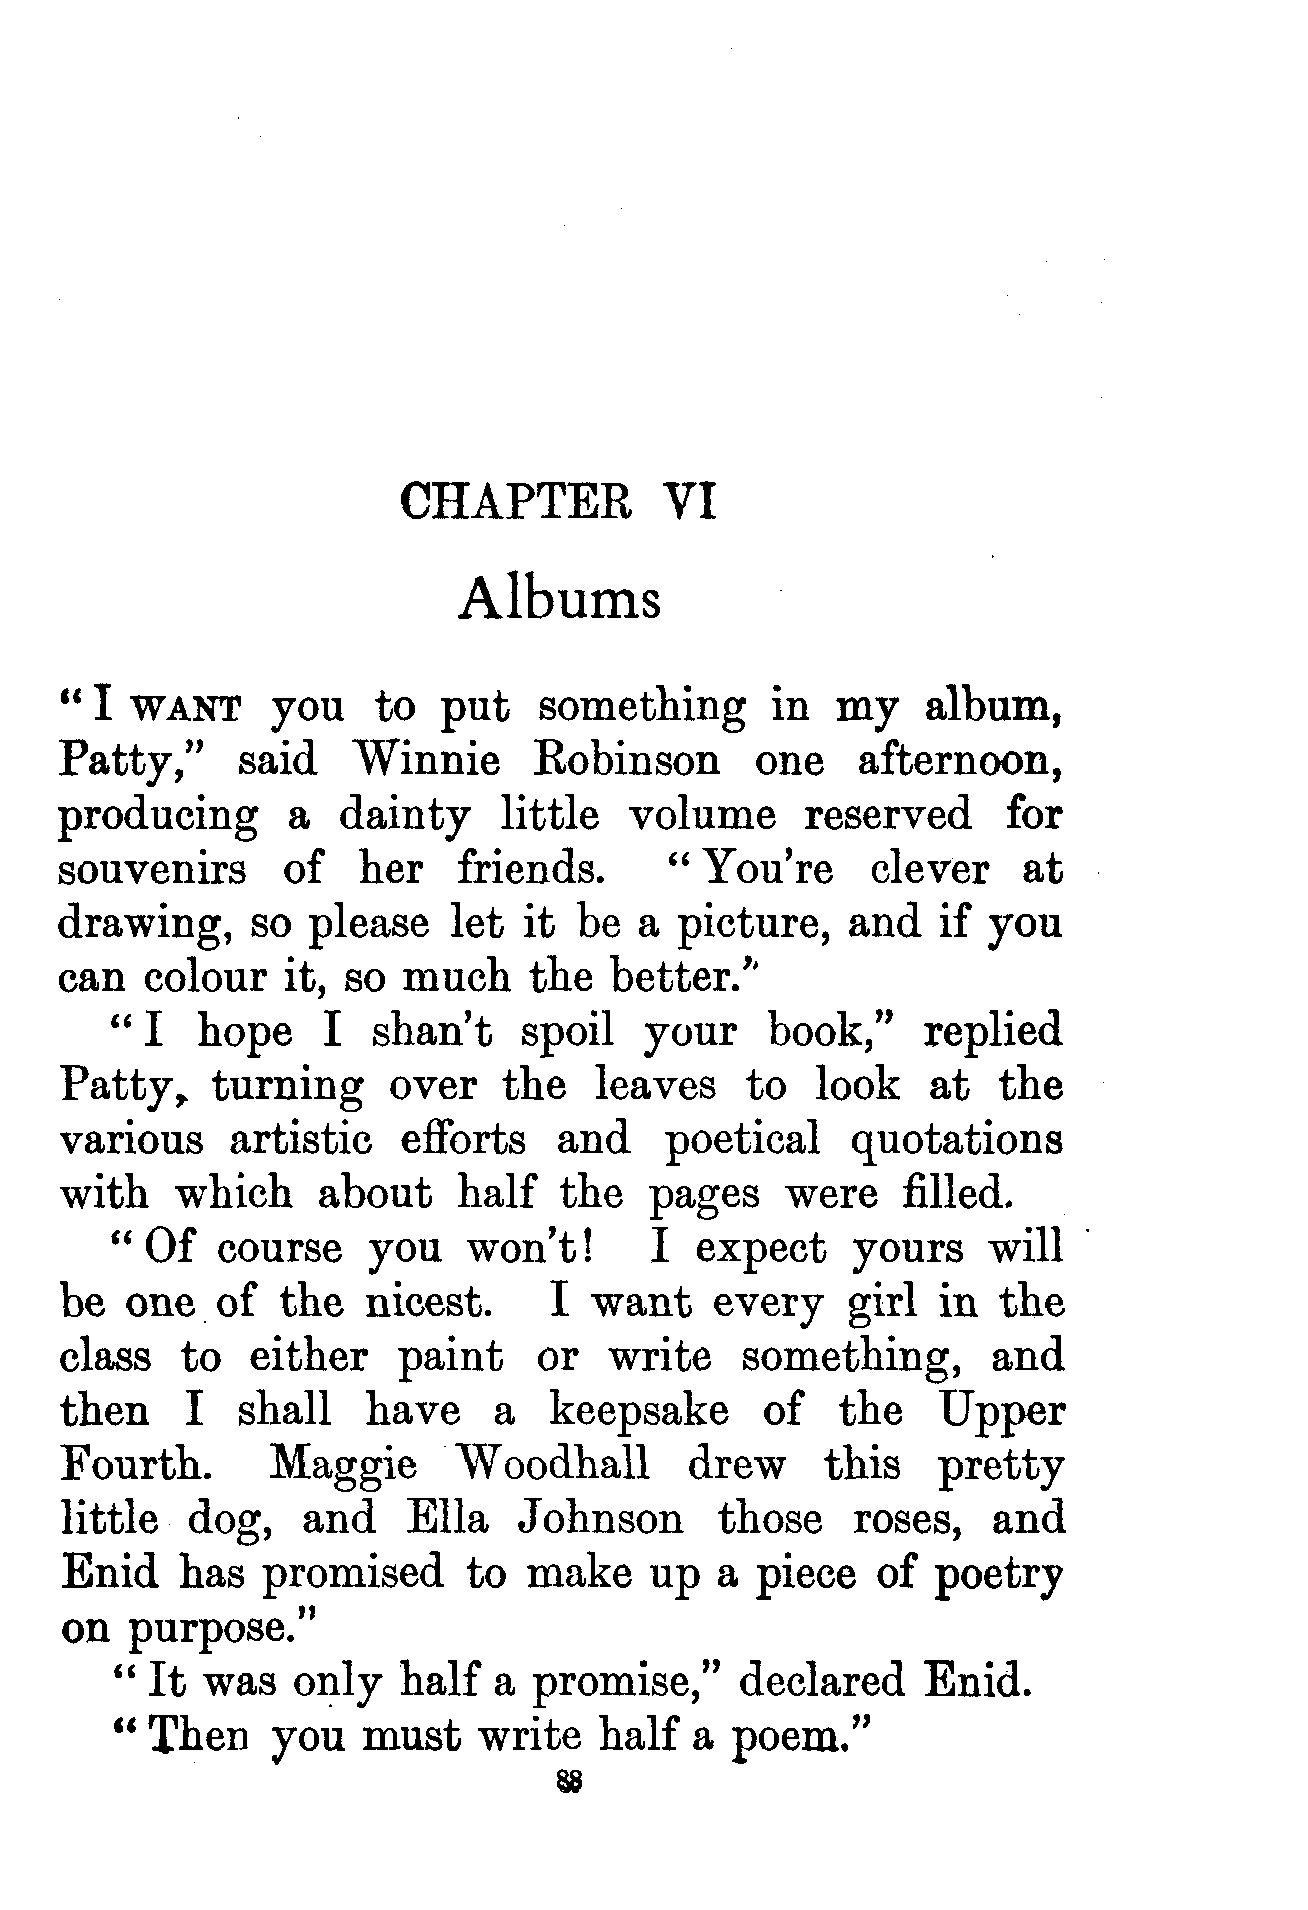 CHAPTER VI
Albums
“I WANT you to put something in my album,
Patty,” said Winnie Robinson one afternoon,
producing a dainty little volume reserved for
souvenirs of her friends. “You're clever at
drawing, so please let it be a picture, and if you
can colour it, so much the better.”
“I hope I shan't spoil your book,” replied
Patty, turning over the leaves to look at the
various artistic efforts and poetical quotations
with which about half the pages were filled.
“Of course you won't! I expect yours will
be one of the nicest. I want every girl in the
class to either paint or write something, and
then I shall have a keepsake of the Upper
Fourth. Maggie Woodhall drew this pretty
little dog, and Ella Johnson those roses, and
Enid has promised to make up a piece of poetry
on purpose.”
“It was only half a promise,” declared Enid.
“Then you must write half a poem.”
88